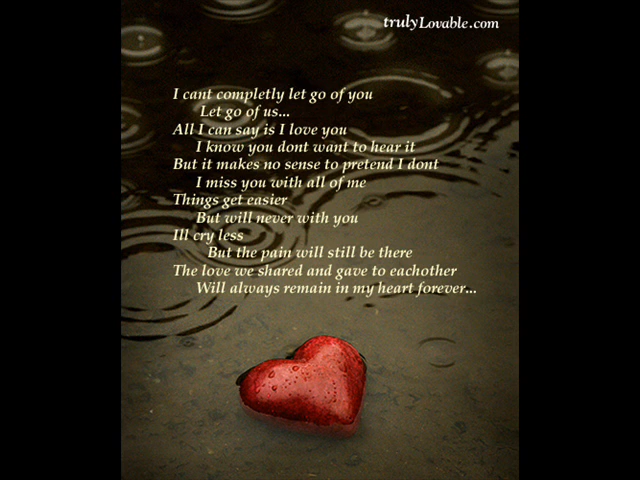 trulyLovable.com
I cant completly let go of you
Let go of us...
All I can say is I love you
I know you dont want to hear it
But it makes no sense to pretend I dont
I miss you with all of me
Things get easier
But will never with you
Ill cry less
But the pain will still be there
The love we shared and gave to eachother
Will always remain in my heart forever...